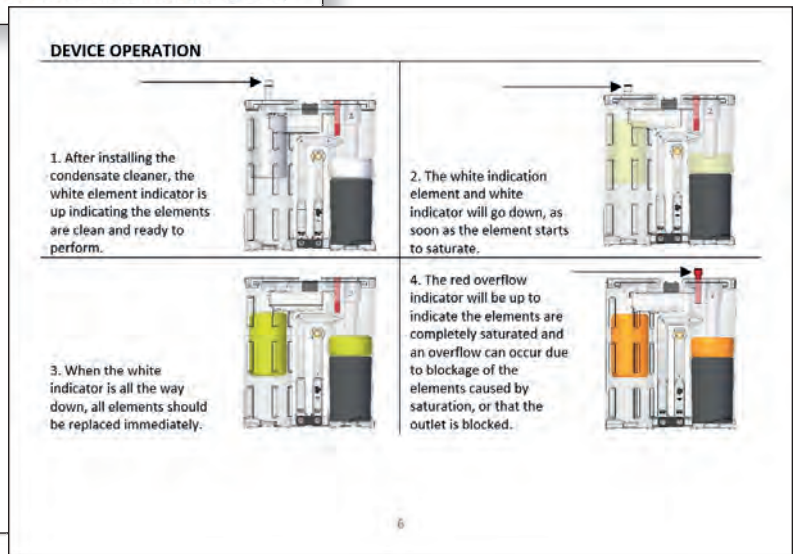 DEVICE OPERATION
1. After installing the
condensate cleaner, the
white element indicator is
up indicating the elements
are clean and ready to
perform.
2. The white indication
element and white
indicator will go down, as
soon as the element starts
to saturate.
3. When the white
indicator is all the way
down, all elements should
be replaced immediately.
4. The red overflow
indicator will be up to
indicate the elements are
completely saturated and
an overflow can occur due
to blockage of the
elements caused by
saturation, or that the
outlet is blocked.
6